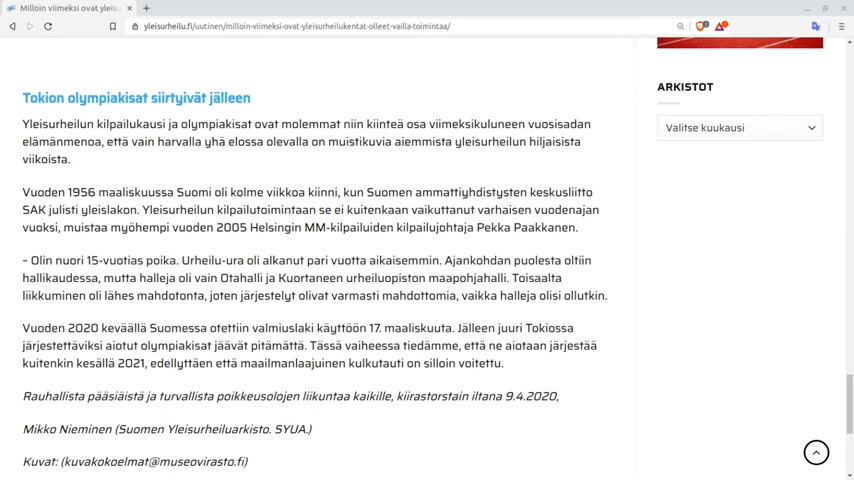 Milloin viimeksi ovat yleisu
yleisurheilu.fi/uutinen/milloin-viimeksi-ovat-yleisurheilukentat-olleet-vailla-toimintaa/
ARKISTOT
Valitse kuukausi
Tokion olympiakisat siirtyivät jälleen
Yleisurheilun kilpailukausi ja olympiakisat ovat molemmat niin kiinteä osa viimeksikuluneen vuosisadan
elämänmenoa, että vain harvalla yhä elossa olevalla on muistikuvia aiemmista yleisurheilun hiljaisista
viikoista.
Vuoden 1956 maaliskuussa Suomi oli kolme viikkoa kiinni, kun Suomen ammattiyhdistysten keskusliitto
SAK julisti yleislakon. Yleisurheilun kilpailutoimintaan se ei kuitenkaan vaikuttanut varhaisen vuodenajan
vuoksi, muistaa myöhempi vuoden 2005 Helsingin MM-kilpailuiden kilpailujohtaja Pekka Paakkanen.
– Olin nuori 15-vuotias poika. Urheilu-ura oli alkanut pari vuotta aikaisemmin. Ajankohdan puolesta oltiin
hallikaudessa, mutta halleja oli vain Otahalli ja Kuortaneen urheiluopiston maapohjahalli. Toisaalta
liikkuminen oli lähes mahdotonta, joten järjestelyt olivat varmasti mahdottomia, vaikka halleja olisi ollutkin.
Vuoden 2020 keväällä Suomessa otettiin valmiuslaki käyttöön 17. maaliskuuta. Jälleen juuri Tokiossa
järjestettäviksi aiotut olympiakisat jäävät pitämättä. Tässä vaiheessa tiedämme, että ne aiotaan järjestää
kuitenkin kesällä 2021, edellyttäen että maailmanlaajuinen kulkutauti on silloin voitettu.
Rauhallista pääsiäistä ja turvallista poikkeusolojen liikuntaa kaikille, kiirastorstain iltana 9.4.2020,
Mikko Nieminen (Suomen Yleisurheiluarkisto. SYUA.)
Kuvat: (kuvakokoelmat@museovirasto.fi)